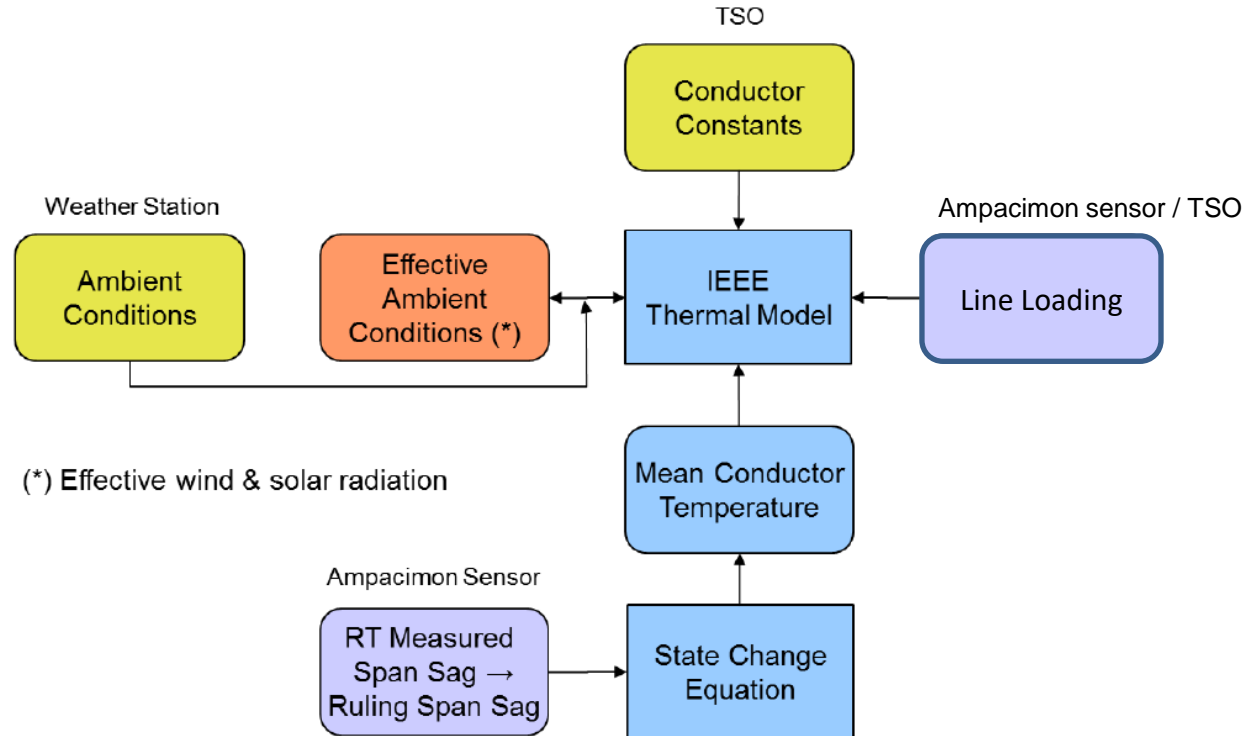 TSO
Conductor
Constants
Weather Station
Ampacimon sensor / TSO
Ambient
Conditions
Effective
Ambient
Conditions (*)
IEEE
Thermal Model
Line Loading
(*) Effective wind & solar radiation
Mean Conductor
Temperature
Ampacimon Sensor
RT Measured
Span Sag →
Ruling Span Sag
State Change
Equation